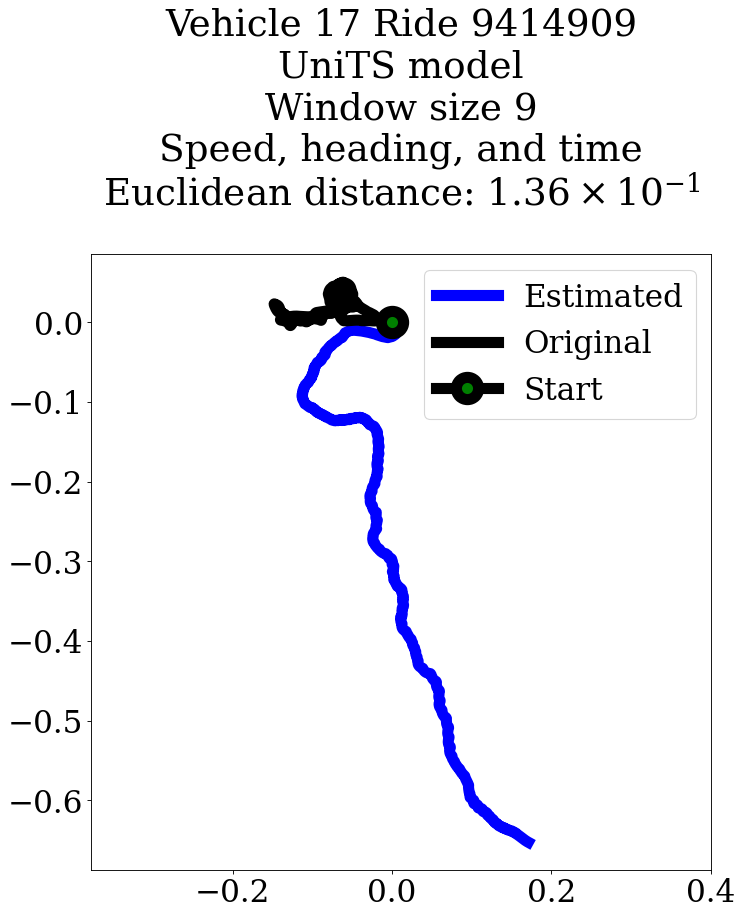 Vehicle 17 Ride 9414909
UniTS model
Window size 9
Speed, heading, and time
Euclidean distance: 1.36 × 10⁻¹
Estimated
Original
Start
0.0
−0.1
−0.2
−0.3
−0.4
−0.5
−0.6
−0.2 0.0 0.2 0.4